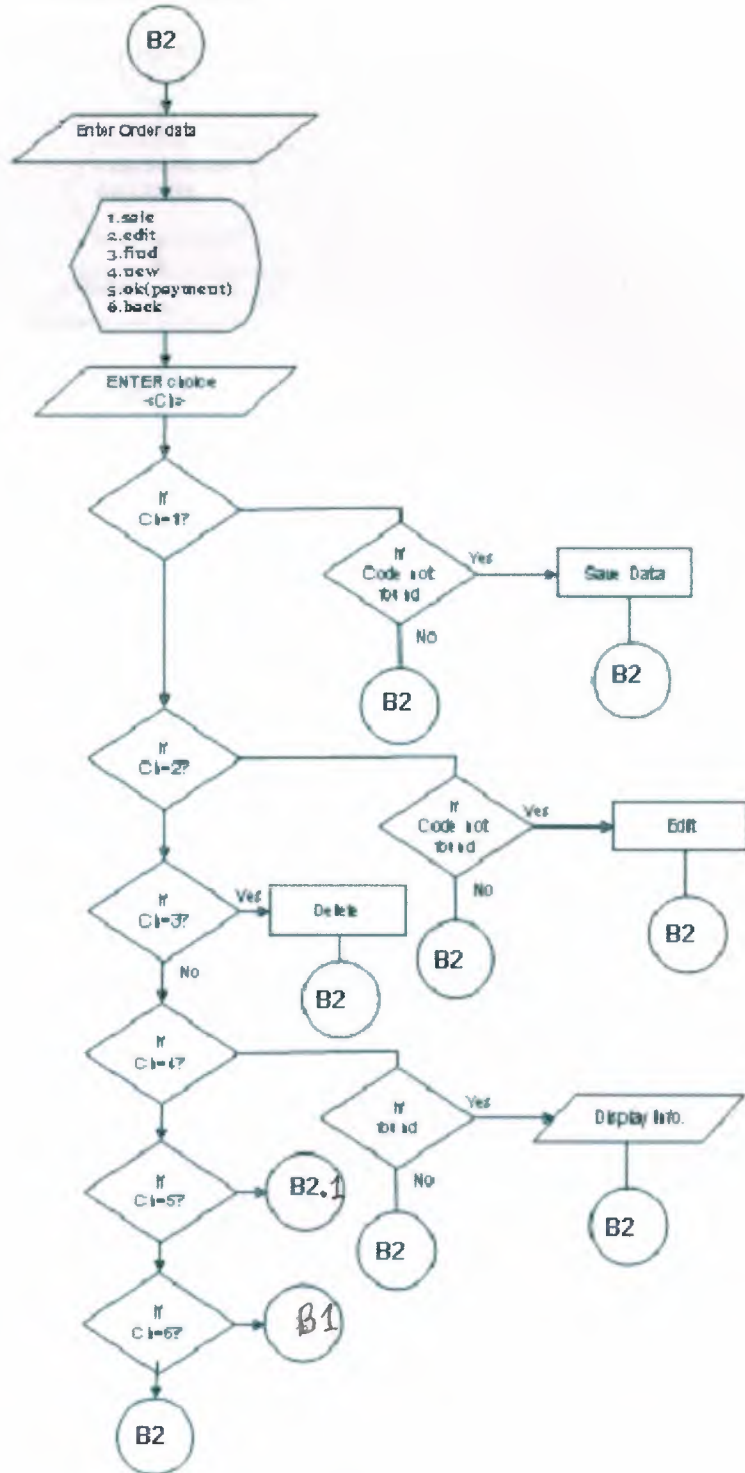 B2
Enter Order data
1.sale
2.edit
3.find
4.new
5.ok(payment)
6.back
ENTER choice
<Ch>
If
Ch=1?
If
Code not
found
Yes
Save Data
No
B2
B2
If
Ch=2?
If
Code not
found
Yes
Edit
No
B2
B2
If
Ch=3?
Yes
Delete
No
B2
If
Ch=4?
If
found
Yes
Display Info.
No
B2
B2
If
Ch=5?
B2.1
If
Ch=6?
B1
B2